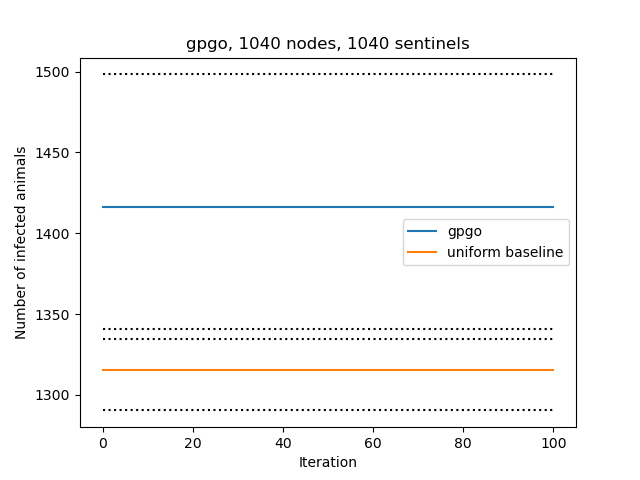 gpgo, 1040 nodes, 1040 sentinels
1500
1450
1400
1350
1300
Number of infected animals
gpgo
uniform baseline
0
20
40
60
80
100
Iteration